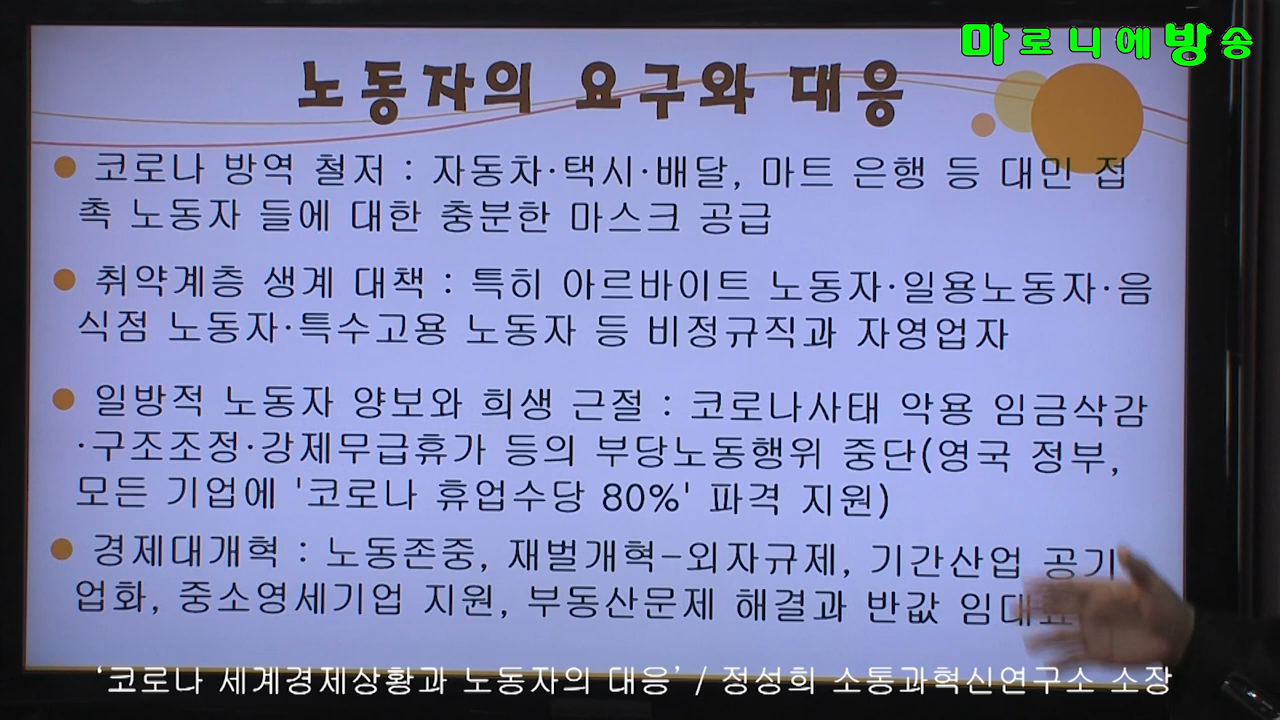 마로니에방송
노동자의 요구와 대응
● 코로나 방역 철저 : 자동차·택시·배달, 마트 은행 등 대민 접
촉 노동자 들에 대한 충분한 마스크 공급
● 취약계층 생계 대책 : 특히 아르바이트 노동자·일용노동자·음
식점 노동자·특수고용 노동자 등 비정규직과 자영업자
● 일방적 노동자 양보와 희생 근절 : 코로나사태 악용 임금삭감
·구조조정·강제무급휴가 등의 부당노동행위 중단(영국 정부,
모든 기업에 '코로나 휴업수당 80%' 파격 지원)
● 경제대개혁 : 노동존중, 재벌개혁-외자규제, 기간산업 공기
업화, 중소영세기업 지원, 부동산문제 해결과 반값 임대료
‘코로나 세계경제상황과 노동자의 대응’ / 정성희 소통과혁신연구소 소장